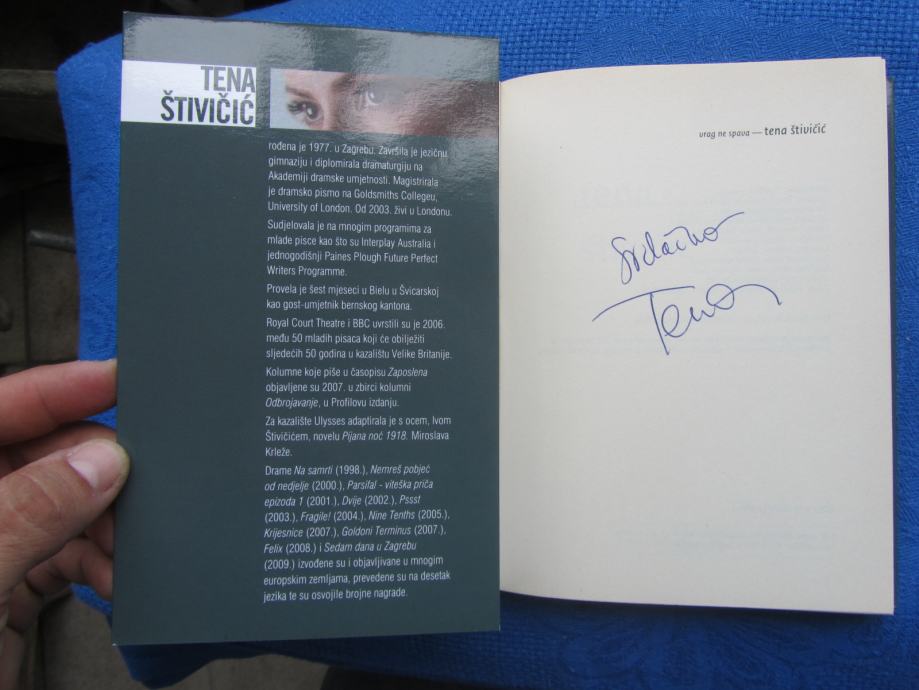 TENA
ŠTIVIČIĆ
rođena je 1977. u Zagrebu. Završila je jezičnu
gimnaziju i diplomirala dramaturgiju na
Akademiji dramske umjetnosti. Magistrirala
je dramsko pismo na Goldsmiths Collegeu,
University of London. Od 2003. živi u Londonu.
Sudjelovala je na mnogim programima za
mlade pisce kao što su Interplay Australia i
jednogodišnji Paines Plough Future Perfect
Writers Programme.
Provela je šest mjeseci u Bielu u Švicarskoj
kao gost-umjetnik bernskog kantona.
Royal Court Theatre i BBC uvrstili su je 2006.
među 50 mladih pisaca koji će obilježiti
sljedećih 50 godina u kazalištu Velike Britanije.
Kolumne koje piše u časopisu Zaposlena
objavljene su 2007. u zbirci kolumni
Odbrojavanje, u Profilovu izdanju.
Za kazalište Ulysses adaptirala je s ocem, Ivom
Štivičićem, novelu Pijana noć 1918. Miroslava
Krleže.
Drame Na samrti (1998.), Nemreš pobjeć
od nedjelje (2000.), Parsifal - viteška priča
epizoda 1 (2001.), Dvije (2002.), Pssst
(2003.), Fragile! (2004.), Nine Tenths (2005.),
Krijesnice (2007.), Goldoni Terminus (2007.),
Felix (2008.) i Sedam dana u Zagrebu
(2009.) izvođene su i objavljivane u mnogim
europskim zemljama, prevedene su na desetak
jezika te su osvojile brojne nagrade.
vrag ne spava — tena štivičić
Srdačno
Tena